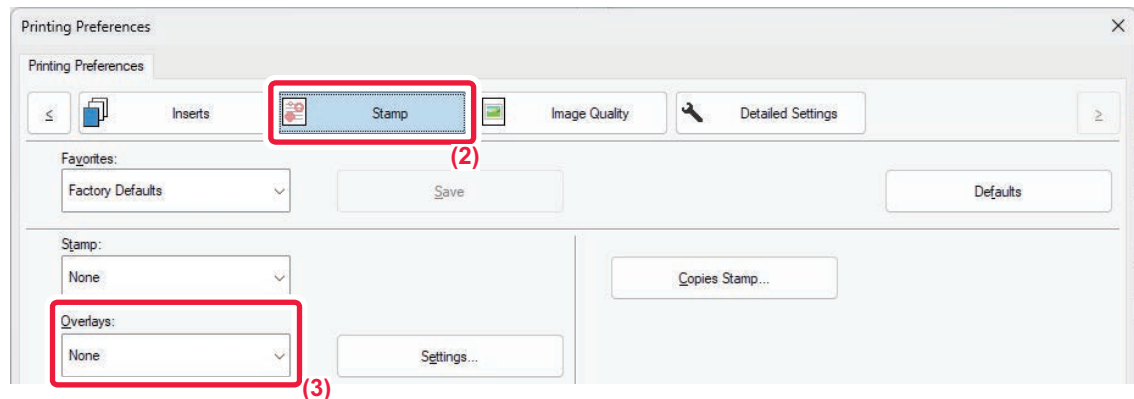 Printing Preferences
Printing Preferences
≤ Inserts Stamp Image Quality Detailed Settings ≥
(2)
Favorites:
Factory Defaults Save Defaults
Stamp:
None Copies Stamp...
Overlays:
None Settings...
(3)